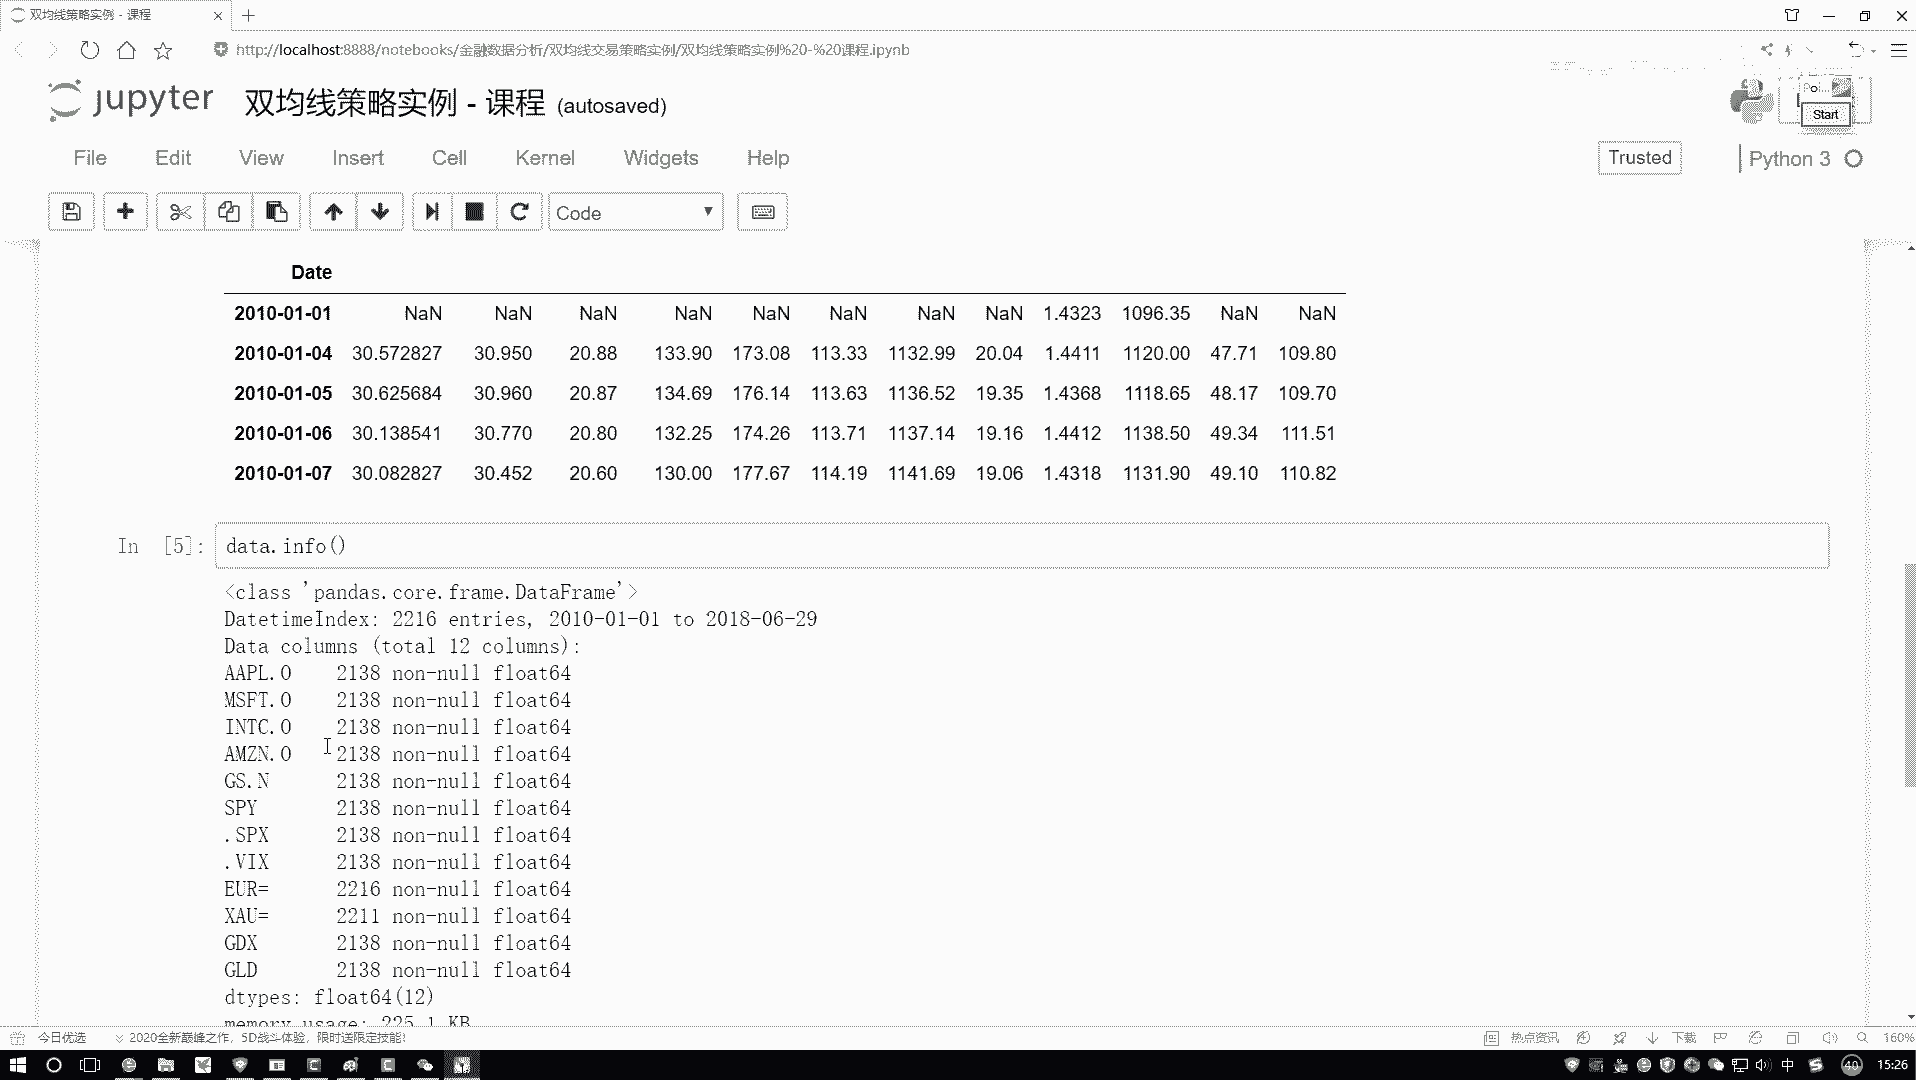 双均线策略实例 - 课程
http://localhost:8888/notebooks/金融数据分析/双均线交易策略实例/双均线策略实例%20-%20课程.ipynb
jupyter 双均线策略实例 - 课程 (autosaved)
Start
File Edit View Insert Cell Kernel Widgets Help
Trusted Python 3
Code
Date
2010-01-01 NaN NaN NaN NaN NaN NaN NaN NaN 1.4323 1096.35 NaN NaN
2010-01-04 30.572827 30.950 20.88 133.90 173.08 113.33 1132.99 20.04 1.4411 1120.00 47.71 109.80
2010-01-05 30.625684 30.960 20.87 134.69 176.14 113.63 1136.52 19.35 1.4368 1118.65 48.17 109.70
2010-01-06 30.138541 30.770 20.80 132.25 174.26 113.71 1137.14 19.16 1.4412 1138.50 49.34 111.51
2010-01-07 30.082827 30.452 20.60 130.00 177.67 114.19 1141.69 19.06 1.4318 1131.90 49.10 110.82
In [5]: data.info()
<class 'pandas.core.frame.DataFrame'>
DatetimeIndex: 2216 entries, 2010-01-01 to 2018-06-29
Data columns (total 12 columns):
AAPL.O 2138 non-null float64
MSFT.O 2138 non-null float64
INTC.O 2138 non-null float64
AMZN.O 2138 non-null float64
GS.N 2138 non-null float64
SPY 2138 non-null float64
.SPX 2138 non-null float64
.VIX 2138 non-null float64
EUR= 2216 non-null float64
XAU= 2211 non-null float64
GDX 2138 non-null float64
GLD 2138 non-null float64
dtypes: float64(12)
memory usage: 225.1 KB
今日优选 2020全新巅峰之作，5D战斗体验，限时送限定技能！ 热点资讯 下载 160%
中 40 15:26